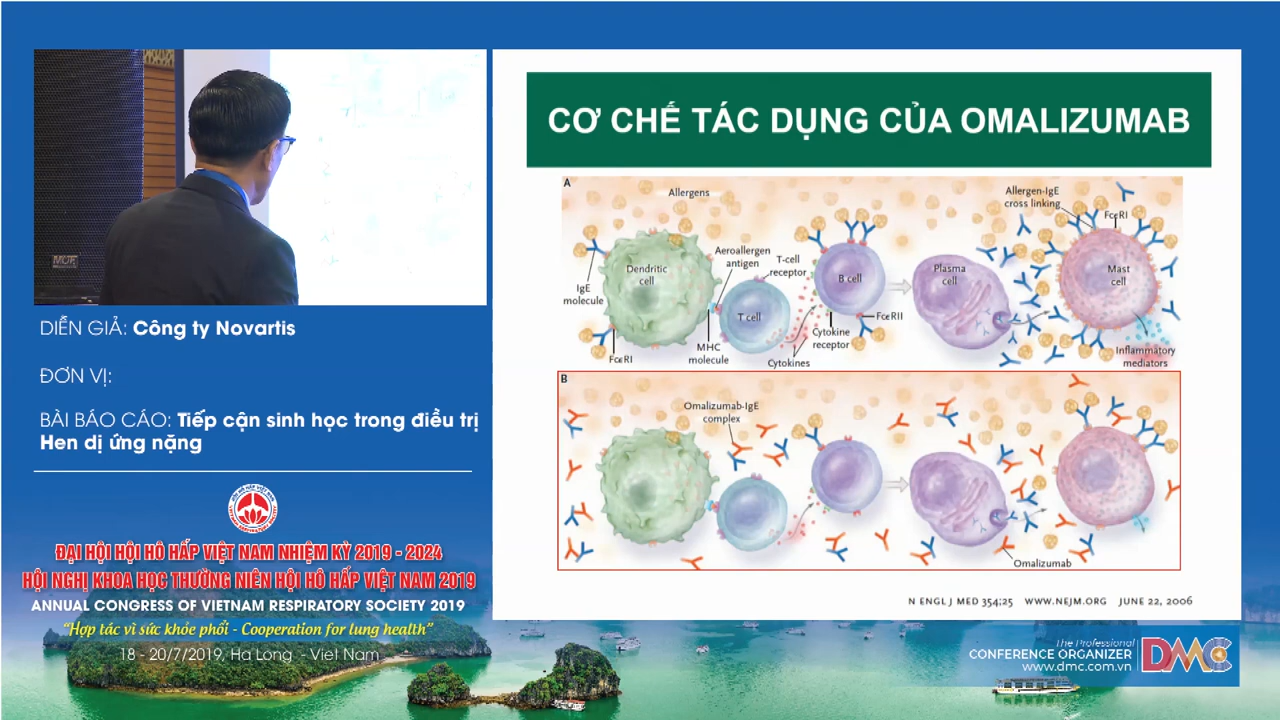 DIỄN GIẢ: Công ty Novartis
ĐƠN VỊ:
BÀI BÁO CÁO: Tiếp cận sinh học trong điều trị
Hen dị ứng nặng
ĐẠI HỘI HỘI HÔ HẤP VIỆT NAM NHIỆM KỲ 2019 - 2024
HỘI NGHỊ KHOA HỌC THƯỜNG NIÊN HỘI HÔ HẤP VIỆT NAM 2019
ANNUAL CONGRESS OF VIETNAM RESPIRATORY SOCIETY 2019
"Hợp tác vì sức khỏe phổi - Cooperation for lung health"
18 - 20/7/2019, Ha Long - Viet Nam
CƠ CHẾ TÁC DỤNG CỦA OMALIZUMAB
A
Allergens
Allergen-IgE
cross linking
FcεRI
Dendritic
cell
Aeroallergen
antigen
T-cell
receptor
B cell
Plasma
cell
Mast
cell
IgE
molecule
T cell
FcεRII
FcεRI
MHC
molecule
Cytokine
receptor
Cytokines
Inflammatory
mediators
B
Omalizumab-IgE
complex
Omalizumab
N ENGL J MED 354;25 WWW.NEJM.ORG JUNE 22, 2006
The Professional
CONFERENCE ORGANIZER
www.dmc.com.vn
DMC